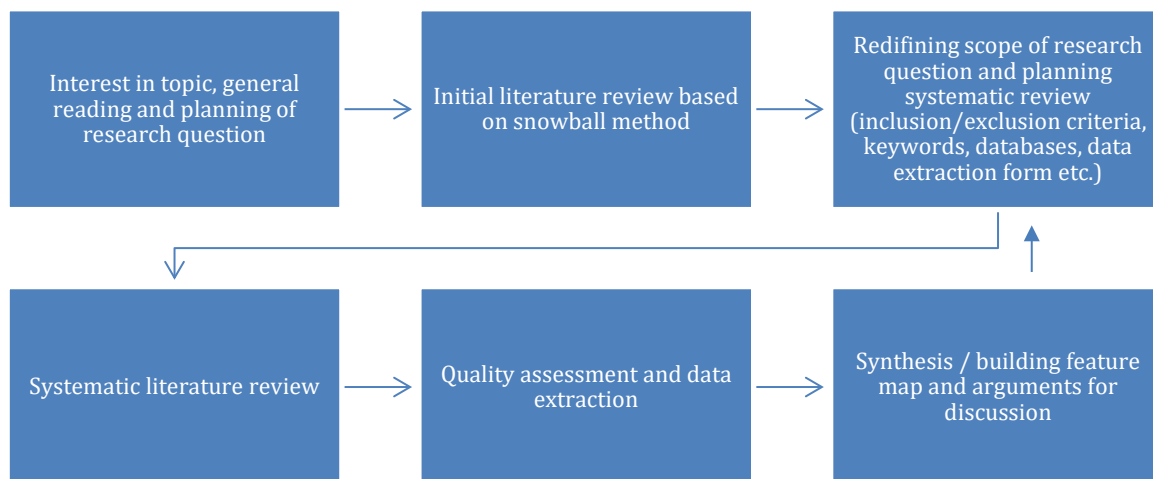 Interest in topic, general
reading and planning of
research question
Initial literature review based
on snowball method
Redifining scope of research
question and planning
systematic review
(inclusion/exclusion criteria,
keywords, databases, data
extraction form etc.)
Systematic literature review
Quality assessment and data
extraction
Synthesis / building feature
map and arguments for
discussion